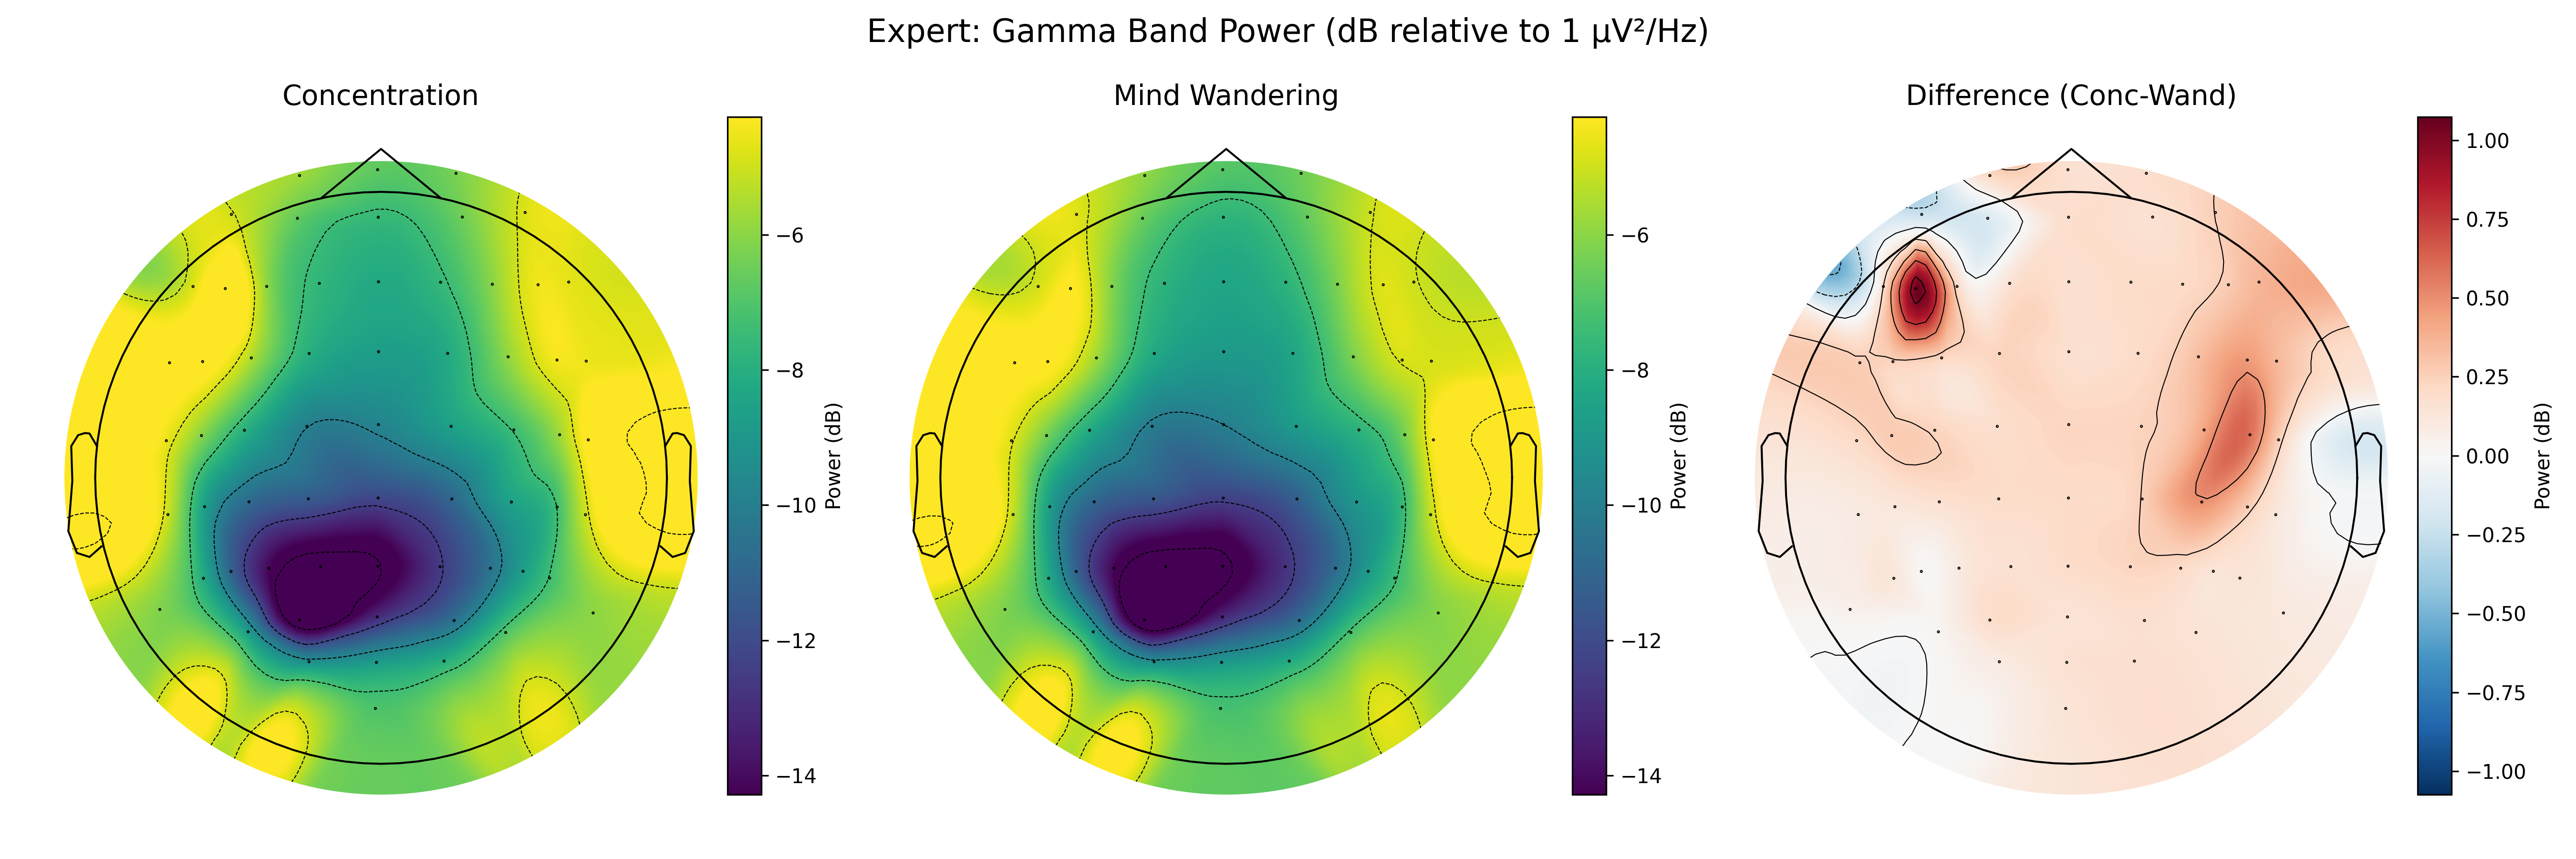 Expert: Gamma Band Power (dB relative to 1 μV²/Hz)
Concentration
Mind Wandering
Difference (Conc-Wand)
−6
−8
−10
−12
−14
Power (dB)
−6
−8
−10
−12
−14
Power (dB)
1.00
0.75
0.50
0.25
0.00
−0.25
−0.50
−0.75
−1.00
Power (dB)